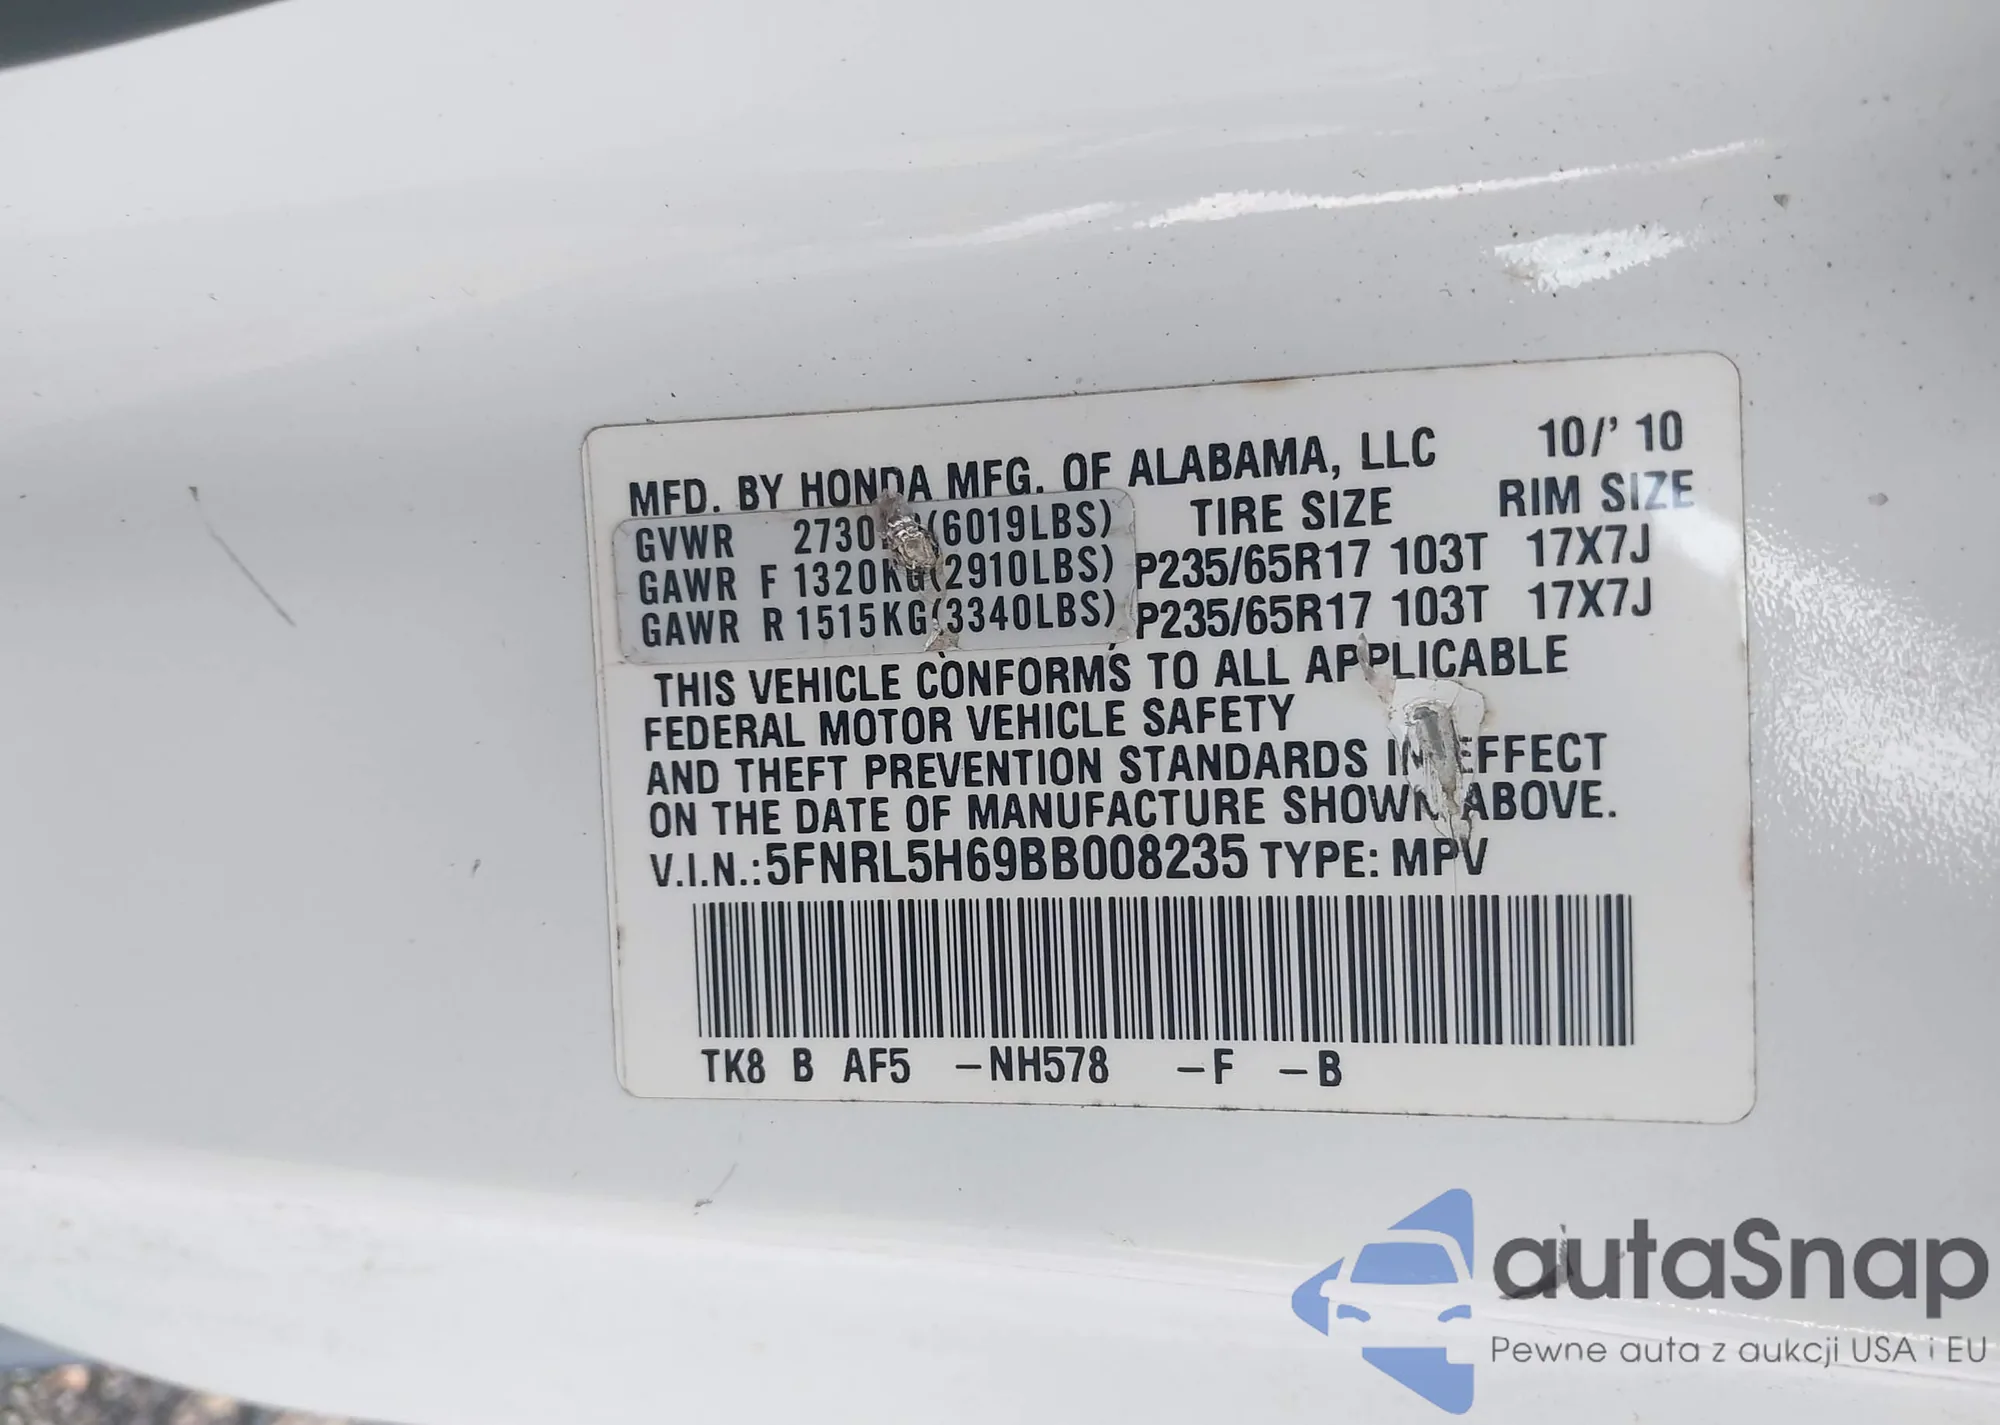 MFD. BY HONDA MFG. OF ALABAMA, LLC 10/' 10
GVWR 2730 (6019LBS) TIRE SIZE RIM SIZE
GAWR F 1320KG(2910LBS) P235/65R17 103T 17X7J
GAWR R 1515KG(3340LBS) P235/65R17 103T 17X7J
THIS VEHICLE CONFORMS TO ALL APPLICABLE
FEDERAL MOTOR VEHICLE SAFETY
AND THEFT PREVENTION STANDARDS IN EFFECT
ON THE DATE OF MANUFACTURE SHOWN ABOVE.
V.I.N.:5FNRL5H69BB008235 TYPE: MPV
TK8 B AF5 -NH578 -F -B
autaSnap
Pewne auta z aukcji USA i EU